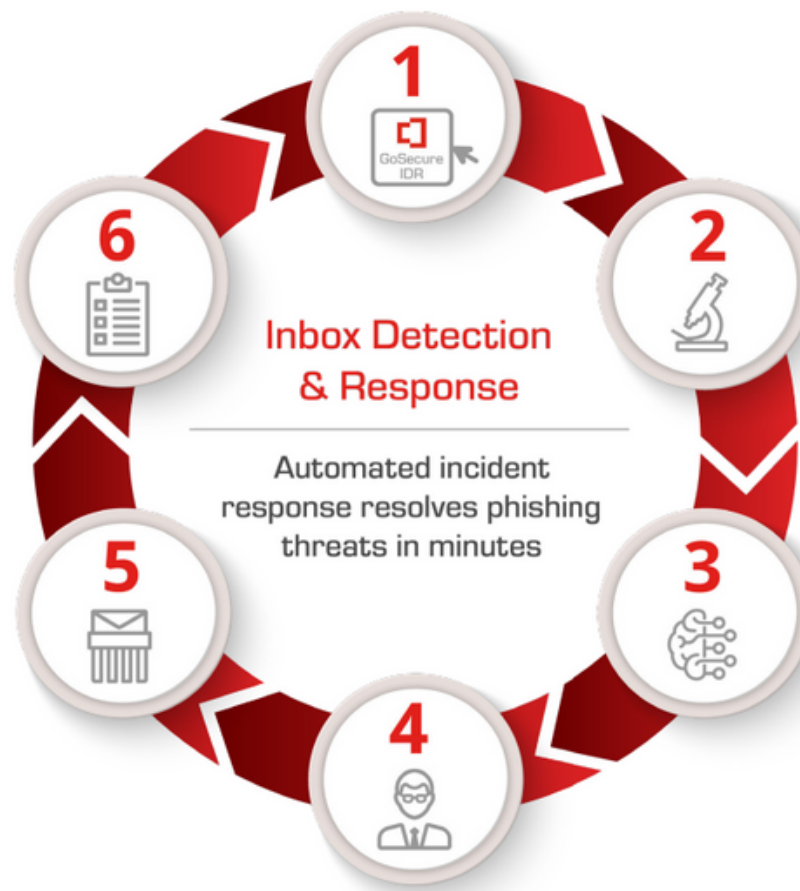 1
GoSecure
IDR
2
3
4
5
6
Inbox Detection
& Response
Automated incident
response resolves phishing
threats in minutes